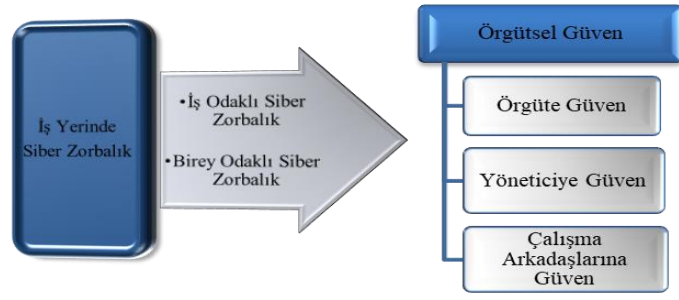 İş Yerinde
Siber Zorbalık
•İş Odaklı Siber
Zorbalık
•Birey Odaklı Siber
Zorbalık
Örgütsel Güven
Örgüte Güven
Yöneticiye Güven
Çalışma
Arkadaşlarına
Güven